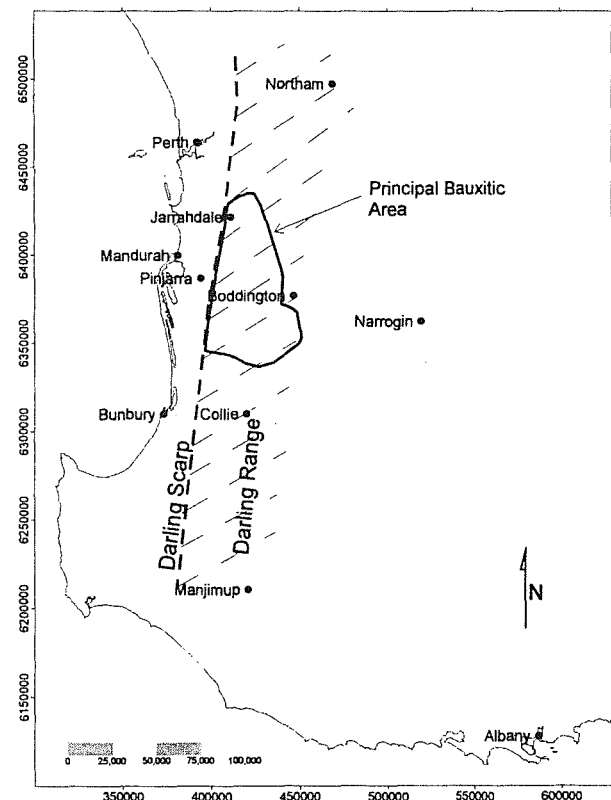 6500000
Northam
Perth
6450000
Principal Bauxitic
Area
Jarrahdale
6400000
Mandurah
Pinjarra
Boddington
6350000
Narrogin
Bunbury
Collie
6300000
Darling Scarp
Darling Range
6250000
N
Manjimup
6200000
6150000
Albany
0 25,000 50,000 75,000 100,000
350000 400000 450000 500000 550000 600000